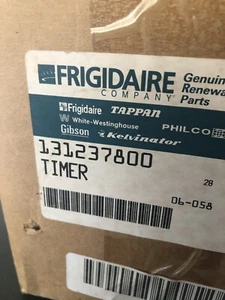 FRIGIDAIRE
COMPANY
Genuine
Renewal
Parts
Frigidaire TAPPAN
White-Westinghouse PHILCO
Gibson Kelvinator
131237800
TIMER
28
06-058